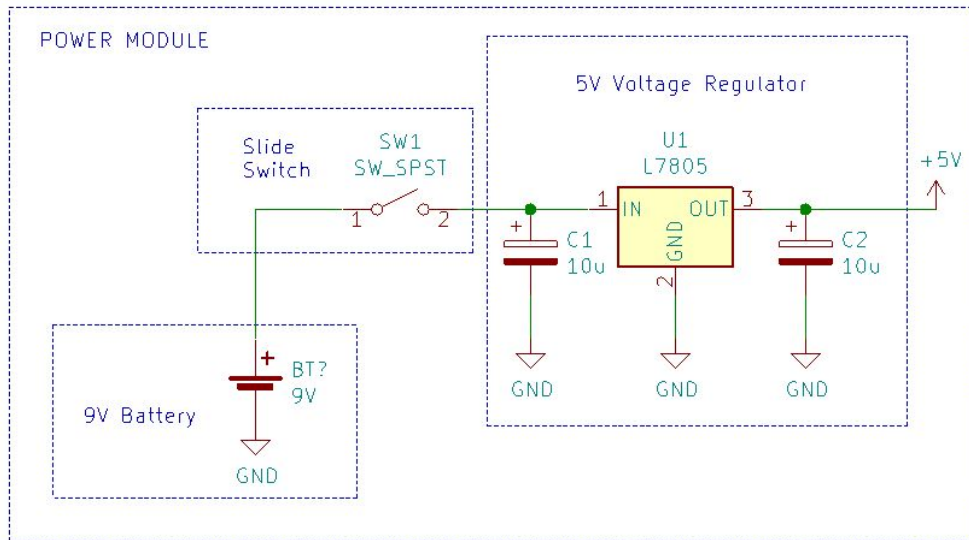 POWER MODULE
5V Voltage Regulator
Slide
Switch
SW1
SW_SPST
1
2
U1
L7805
1
IN
OUT
3
GND
2
+
C1
10u
+
C2
10u
+5V
GND
GND
GND
9V Battery
+
BT?
9V
GND